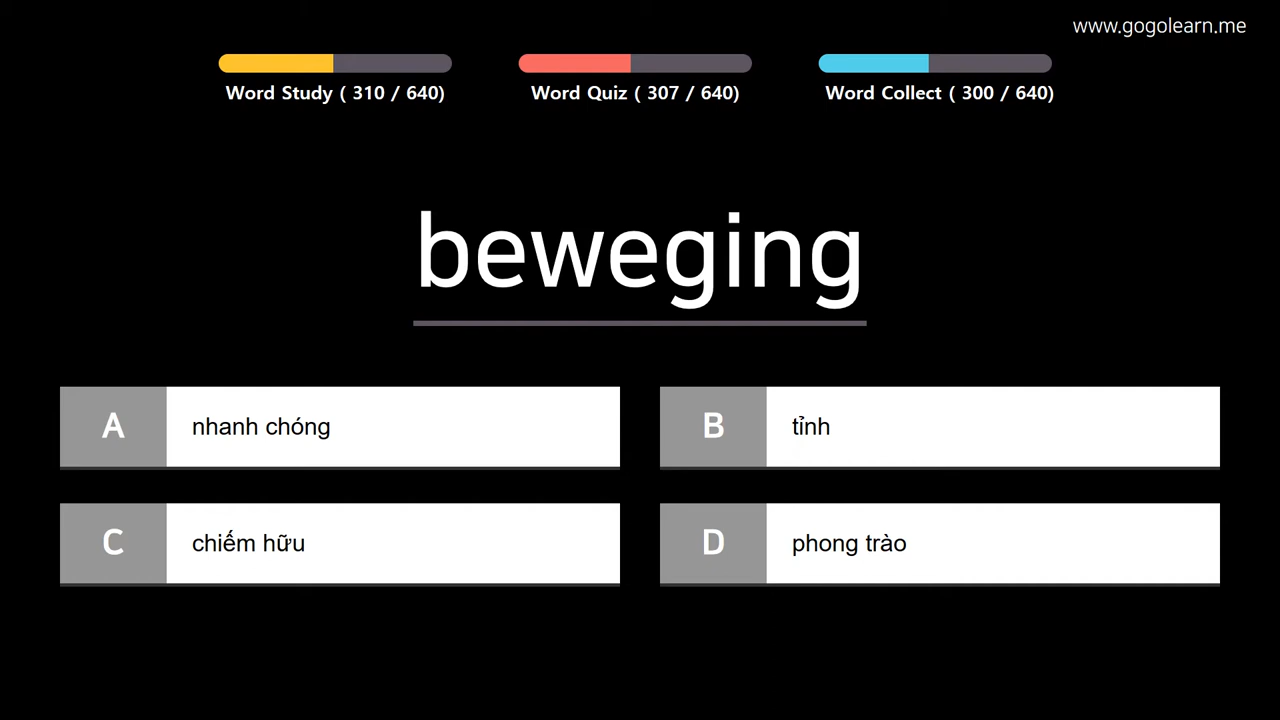 www.gogolearn.me
Word Study ( 310 / 640)
Word Quiz ( 307 / 640)
Word Collect ( 300 / 640)
beweging
A nhanh chóng
B tỉnh
C chiếm hữu
D phong trào